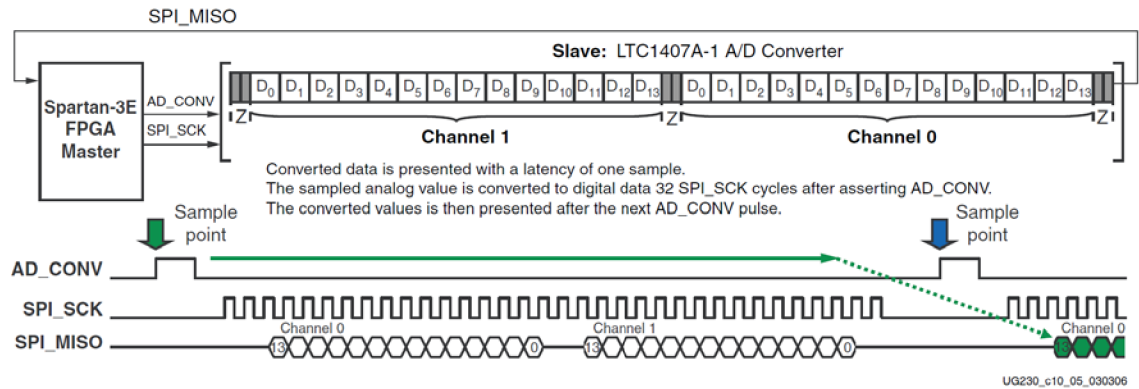 SPI_MISO
Slave: LTC1407A-1 A/D Converter
Spartan-3E
FPGA
Master
AD_CONV
SPI_SCK
D0 D1 D2 D3 D4 D5 D6 D7 D8 D9 D10 D11 D12 D13 D0 D1 D2 D3 D4 D5 D6 D7 D8 D9 D10 D11 D12 D13
Z Z Z
Channel 1 Channel 0
Converted data is presented with a latency of one sample.
The sampled analog value is converted to digital data 32 SPI_SCK cycles after asserting AD_CONV.
The converted values is then presented after the next AD_CONV pulse.
Sample
point
Sample
point
AD_CONV
SPI_SCK
Channel 0 Channel 1 Channel 0
SPI_MISO 13 0 13 0 13
UG230_c10_05_030306